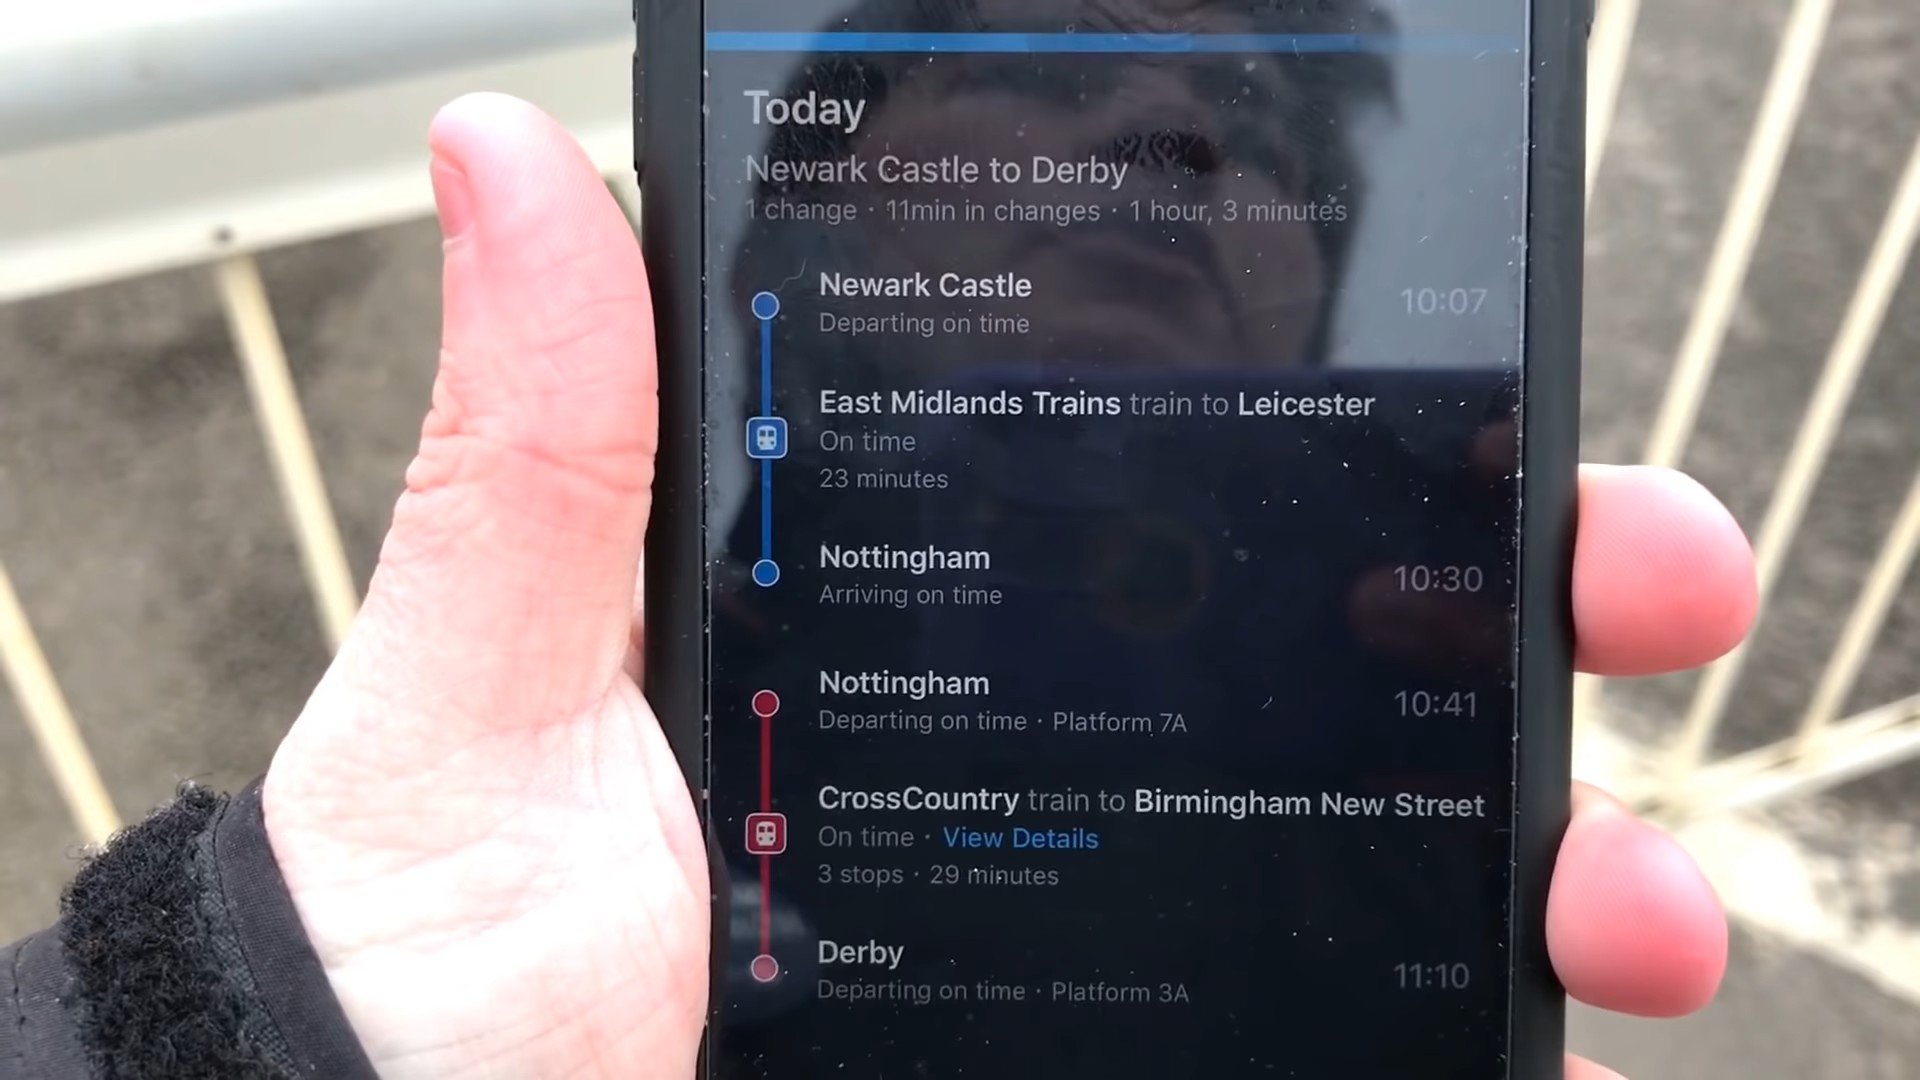 Today
Newark Castle to Derby
1 change · 11min in changes · 1 hour, 3 minutes
Newark Castle
10:07
Departing on time
East Midlands Trains train to Leicester
On time
23 minutes
Nottingham
10:30
Arriving on time
Nottingham
10:41
Departing on time · Platform 7A
CrossCountry train to Birmingham New Street
On time · View Details
3 stops · 29 minutes
Derby
11:10
Departing on time · Platform 3A